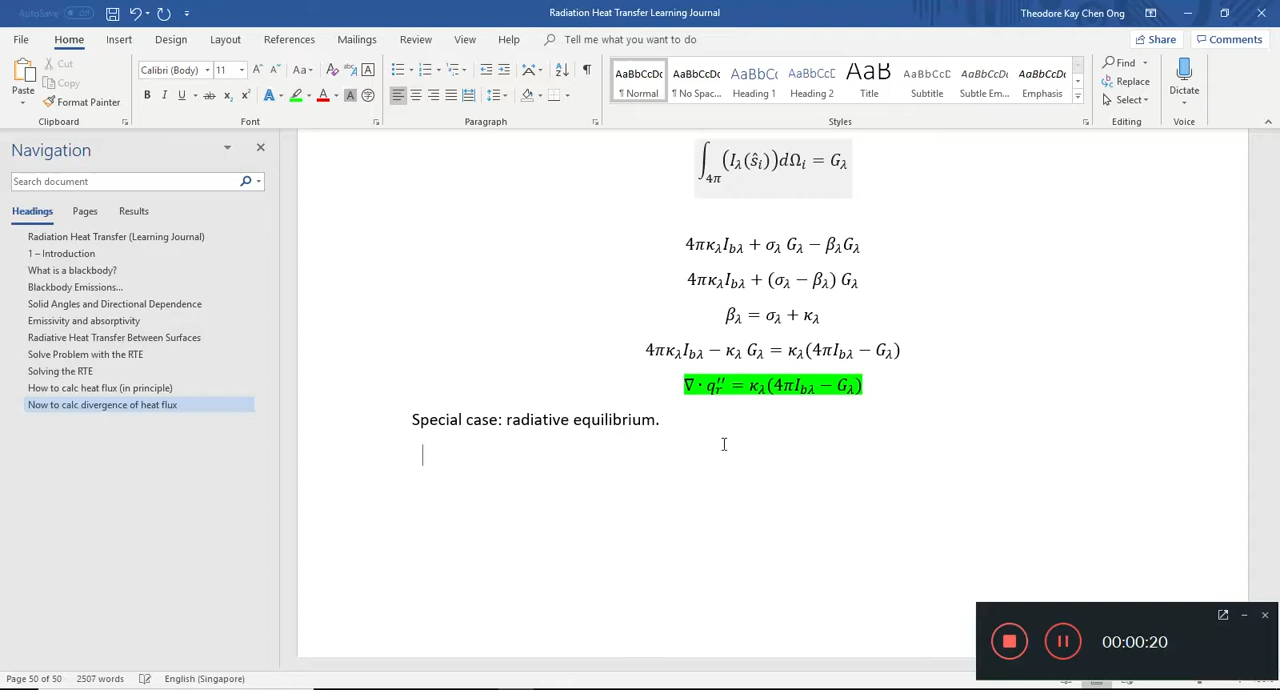 AutoSave Off Radiation Heat Transfer Learning Journal Theodore Kay Chen Ong
File Home Insert Design Layout References Mailings Review View Help Tell me what you want to do Share Comments
Paste Cut Copy Format Painter
Calibri (Body) 11
AaBbCcDc AaBbCcDc AaBbCcD AaBbCcD AaB AaBbCcD AaBbCcDc AaBbCcDc
¶ Normal ¶ No Spac... Heading 1 Heading 2 Title Subtitle Subtle Em... Emphasis
Find Replace Select Dictate
Clipboard Font Paragraph Styles Editing Voice
Navigation
Search document
Headings Pages Results
Radiation Heat Transfer (Learning Journal)
1 – Introduction
What is a blackbody?
Blackbody Emissions...
Solid Angles and Directional Dependence
Emissivity and absorptivity
Radiative Heat Transfer Between Surfaces
Solve Problem with the RTE
Solving the RTE
How to calc heat flux (in principle)
Now to calc divergence of heat flux
∫4π (Iλ(ŝi))dΩi = Gλ
4πκλIbλ + σλ Gλ − βλGλ
4πκλIbλ + (σλ − βλ) Gλ
βλ = σλ + κλ
4πκλIbλ − κλ Gλ = κλ(4πIbλ − Gλ)
∇ · qr′′ = κλ(4πIbλ − Gλ)
Special case: radiative equilibrium.
00:00:20
Page 50 of 50 2507 words English (Singapore)